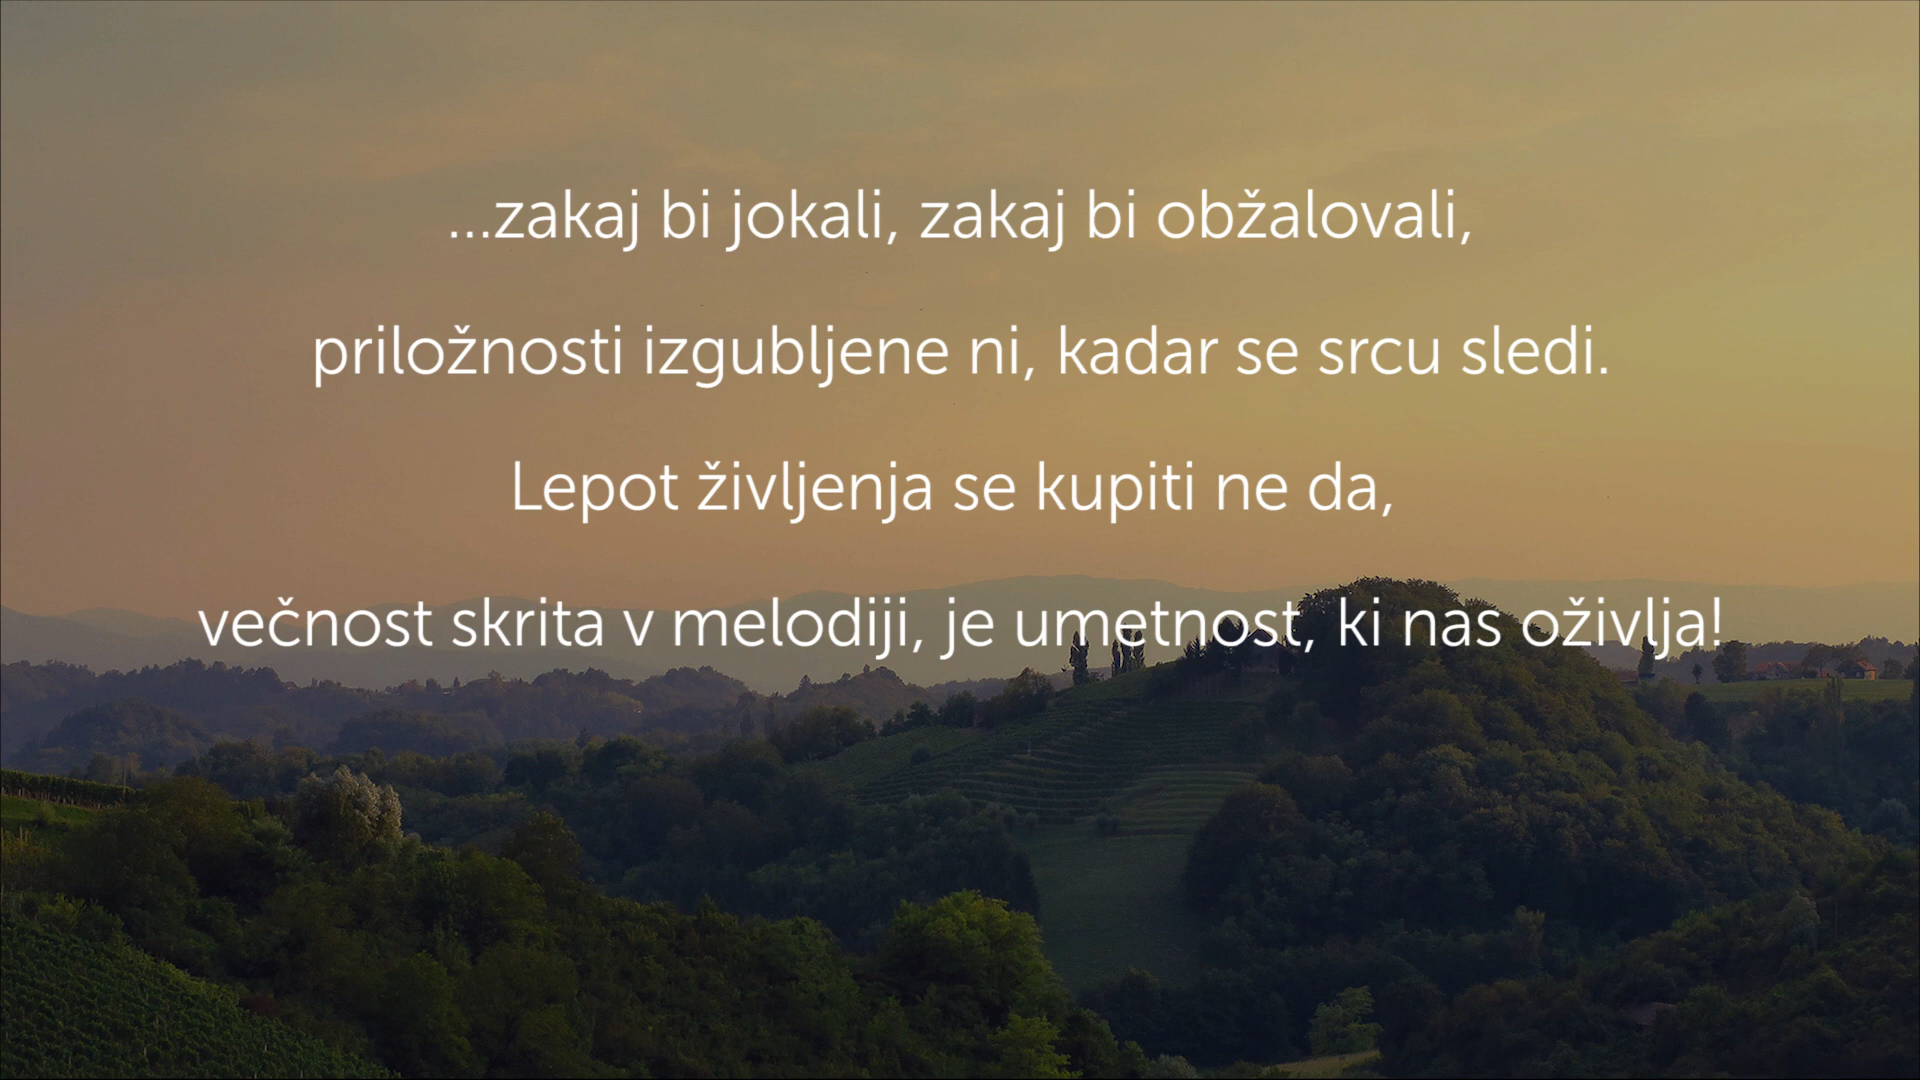 ...zakaj bi jokali, zakaj bi obžalovali,
priložnosti izgubljene ni, kadar se srcu sledi.
Lepot življenja se kupiti ne da,
večnost skrita v melodiji, je umetnost, ki nas oživlja!